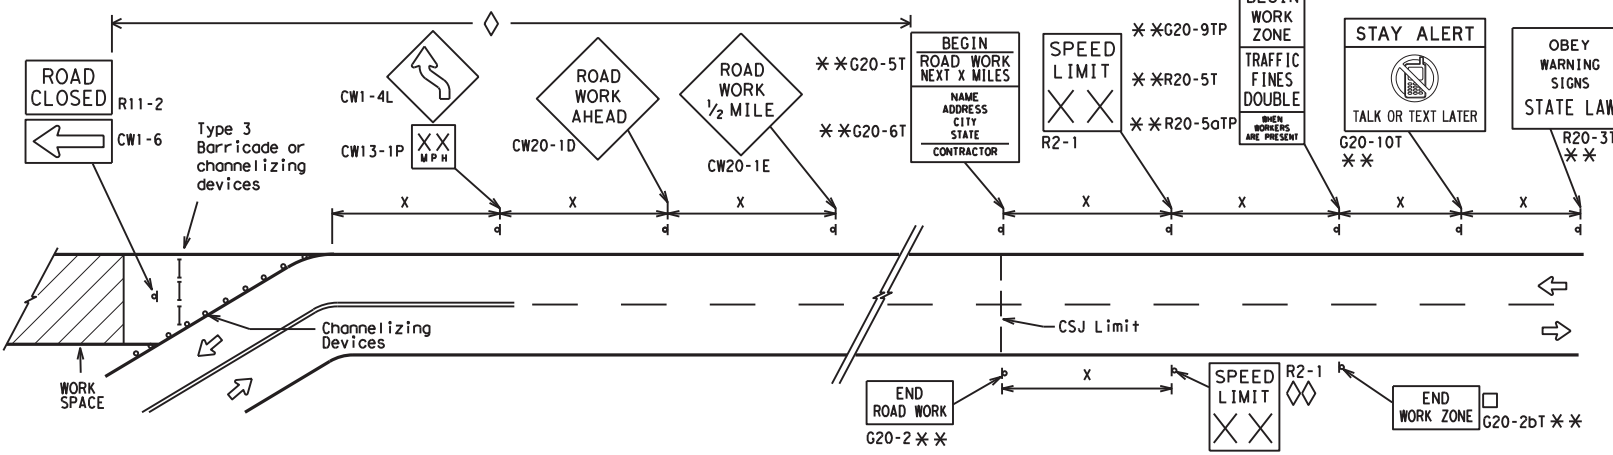 ROAD
CLOSED
R11-2
CW1-6
Type 3
Barricade or
channelizing
devices
CW1-4L
XX
MPH
CW13-1P
ROAD
WORK
AHEAD
CW20-1D
ROAD
WORK
1/2 MILE
CW20-1E
**G20-5T
BEGIN
ROAD WORK
NEXT X MILES
**G20-6T
NAME
ADDRESS
CITY
STATE
CONTRACTOR
SPEED
LIMIT
XX
R2-1
**G20-9TP
BEGIN
WORK
ZONE
**R20-5T
TRAFFIC
FINES
DOUBLE
**R20-5aTP
WHEN
WORKERS
ARE PRESENT
STAY ALERT
TALK OR TEXT LATER
G20-10T
**
OBEY
WARNING
SIGNS
STATE LAW
R20-3T
**
X
X
X
X
X
X
X
Channelizing
Devices
CSJ Limit
WORK
SPACE
X
END
ROAD WORK
G20-2**
SPEED
LIMIT
XX
R2-1
END
WORK ZONE
G20-2bT**